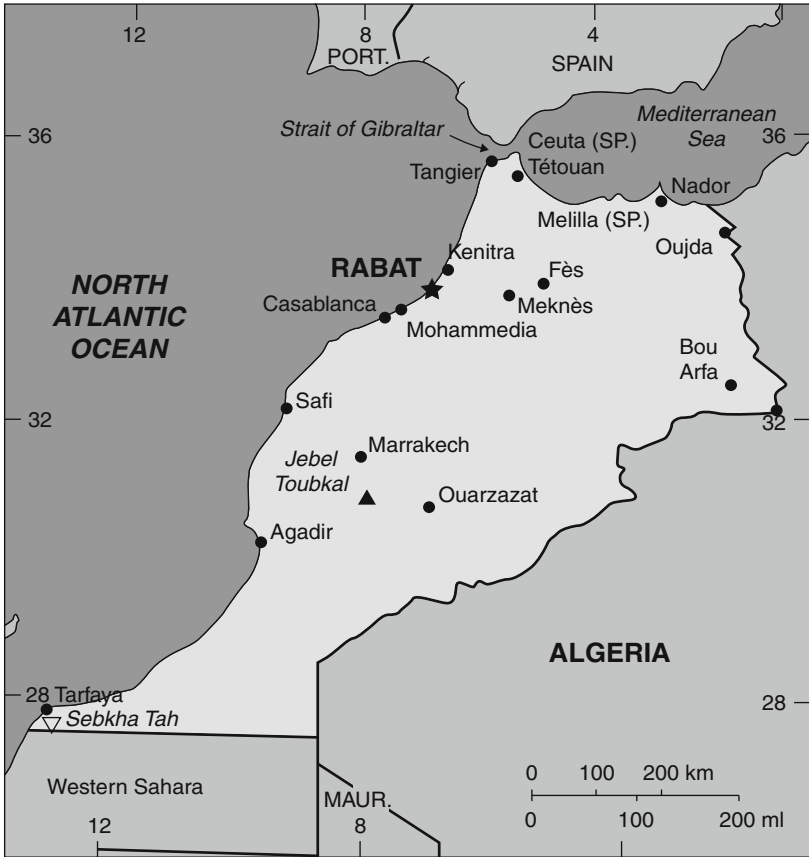 12
8
4
PORT.
SPAIN
Mediterranean
Sea
36
36
Strait of Gibraltar
Ceuta (SP.)
Tangier
Tétouan
Nador
Melilla (SP.)
Oujda
Kenitra
RABAT
Fès
NORTH
ATLANTIC
OCEAN
Casablanca
Meknès
Mohammedia
Bou
Arfa
Safi
32
32
Marrakech
Jebel
Toubkal
Ouarzazat
Agadir
ALGERIA
28
Tarfaya
28
Sebkha Tah
Western Sahara
MAUR.
0 100 200 km
0 100 200 ml
12
8